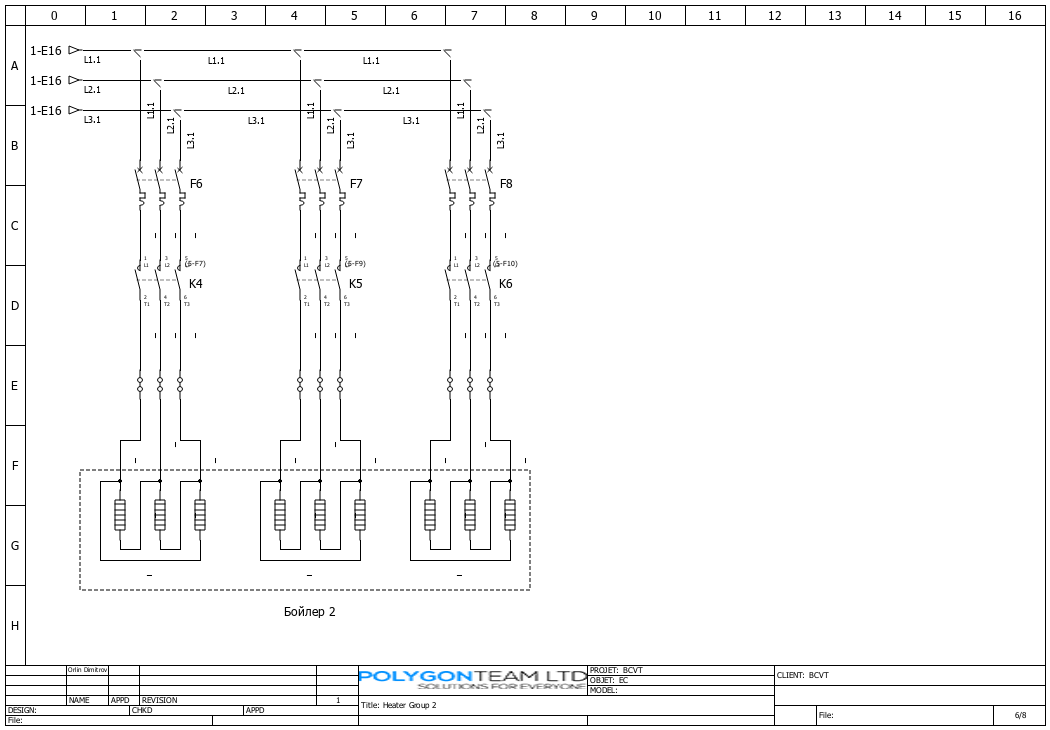 0 1 2 3 4 5 6 7 8 9 10 11 12 13 14 15 16
A
B
C
D
E
F
G
H
1-E16 L1.1 L1.1 L1.1
1-E16 L2.1 L2.1 L2.1
1-E16 L3.1 L3.1 L3.1
L1.1 L2.1 L3.1
L1.1 L2.1 L3.1
L1.1 L2.1 L3.1
F6 F7 F8
1 3 5 1 3 5 1 3 5
L1 L2 (5-F7) L1 L2 (5-F9) L1 L2 (5-F10)
K4 K5 K6
2 4 6 2 4 6 2 4 6
T1 T2 T3 T1 T2 T3 T1 T2 T3
Бойлер 2
Orlin Dimitrov
NAME APPD REVISION 1
DESIGN: CHKD APPD
File:
POLYGONTEAM LTD
SOLUTIONS FOR EVERYONE
Title: Heater Group 2
PROJET: BCVT
OBJET: EC
MODEL:
CLIENT: BCVT
File: 6/8